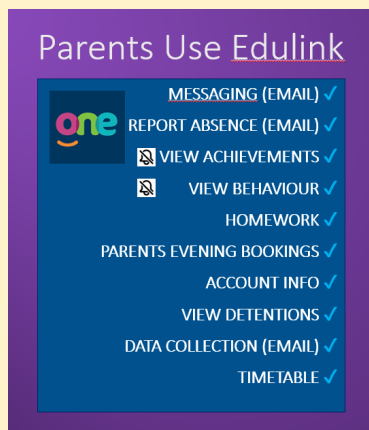 Parents Use Edulink
one
MESSAGING (EMAIL) ✓
REPORT ABSENCE (EMAIL) ✓
VIEW ACHIEVEMENTS ✓
VIEW BEHAVIOUR ✓
HOMEWORK ✓
PARENTS EVENING BOOKINGS ✓
ACCOUNT INFO ✓
VIEW DETENTIONS ✓
DATA COLLECTION (EMAIL) ✓
TIMETABLE ✓